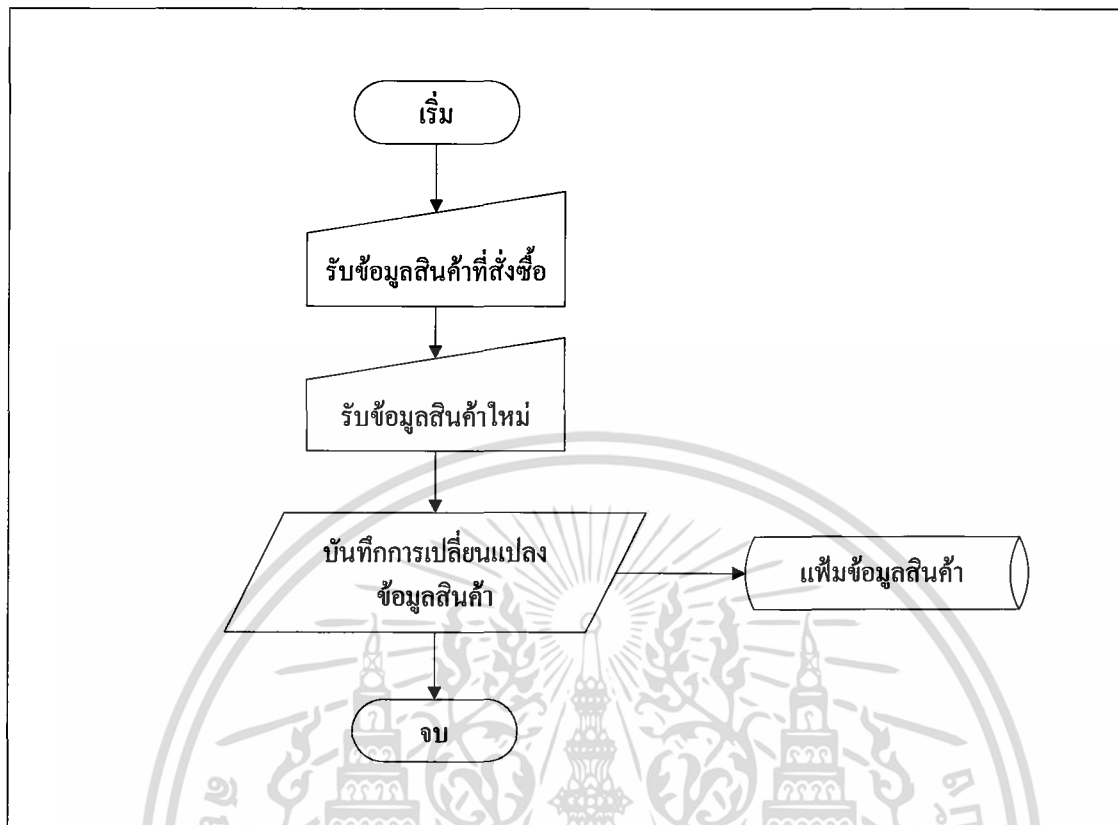 เริ่ม
รับข้อมูลสินค้าที่สั่งซื้อ
รับข้อมูลสินค้าใหม่
บันทึกการเปลี่ยนแปลง
ข้อมูลสินค้า
แฟ้มข้อมูลสินค้า
จบ